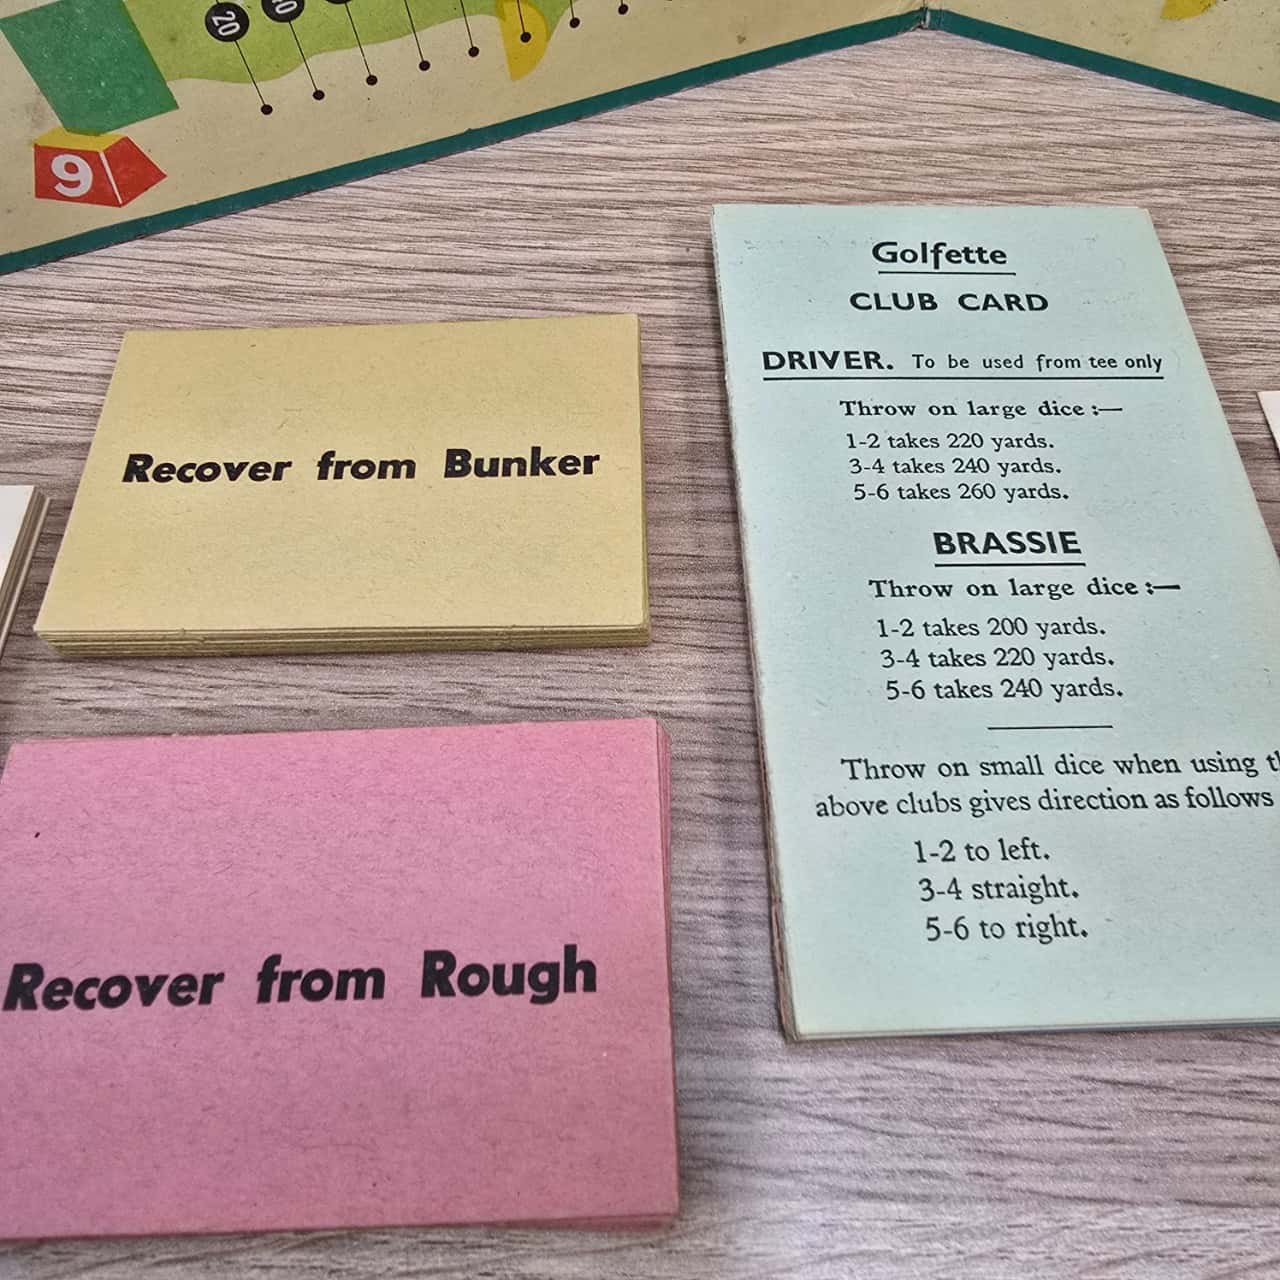 20
9
Recover from Bunker
Recover from Rough
Golfette
CLUB CARD
DRIVER. To be used from tee only
Throw on large dice :—
1-2 takes 220 yards.
3-4 takes 240 yards.
5-6 takes 260 yards.
BRASSIE
Throw on large dice :—
1-2 takes 200 yards.
3-4 takes 220 yards.
5-6 takes 240 yards.
Throw on small dice when using
above clubs gives direction as follows
1-2 to left.
3-4 straight.
5-6 to right.